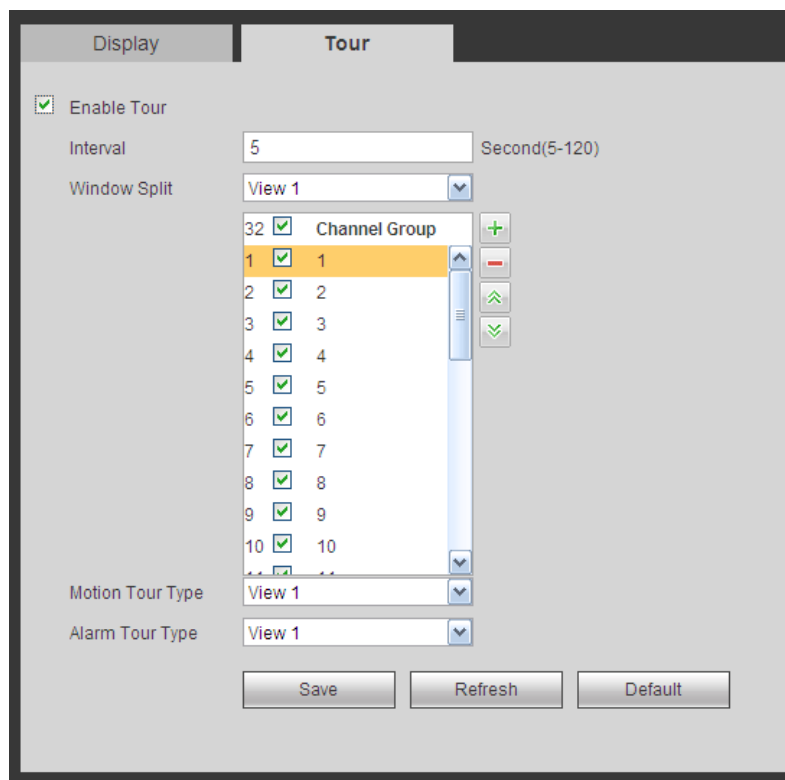 Display Tour
Enable Tour
Interval 5 Second(5-120)
Window Split View 1
32 Channel Group
1 1
2 2
3 3
4 4
5 5
6 6
7 7
8 8
9 9
10 10
11 11
Motion Tour Type View 1
Alarm Tour Type View 1
Save Refresh Default